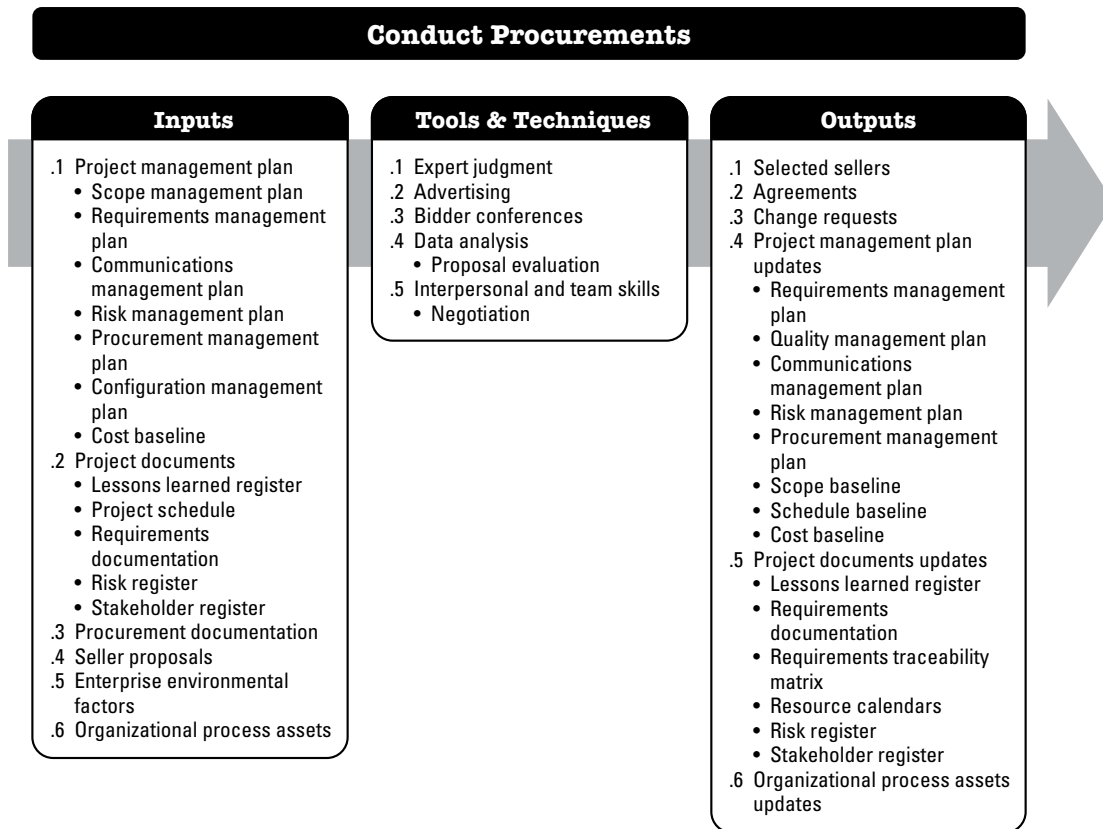 Conduct Procurements
Inputs
.1 Project management plan
• Scope management plan
• Requirements management
plan
• Communications
management plan
• Risk management plan
• Procurement management
plan
• Configuration management
plan
• Cost baseline
.2 Project documents
• Lessons learned register
• Project schedule
• Requirements
documentation
• Risk register
• Stakeholder register
.3 Procurement documentation
.4 Seller proposals
.5 Enterprise environmental
factors
.6 Organizational process assets
Tools & Techniques
.1 Expert judgment
.2 Advertising
.3 Bidder conferences
.4 Data analysis
• Proposal evaluation
.5 Interpersonal and team skills
• Negotiation
Outputs
.1 Selected sellers
.2 Agreements
.3 Change requests
.4 Project management plan
updates
• Requirements management
plan
• Quality management plan
• Communications
management plan
• Risk management plan
• Procurement management
plan
• Scope baseline
• Schedule baseline
• Cost baseline
.5 Project documents updates
• Lessons learned register
• Requirements
documentation
• Requirements traceability
matrix
• Resource calendars
• Risk register
• Stakeholder register
.6 Organizational process assets
updates